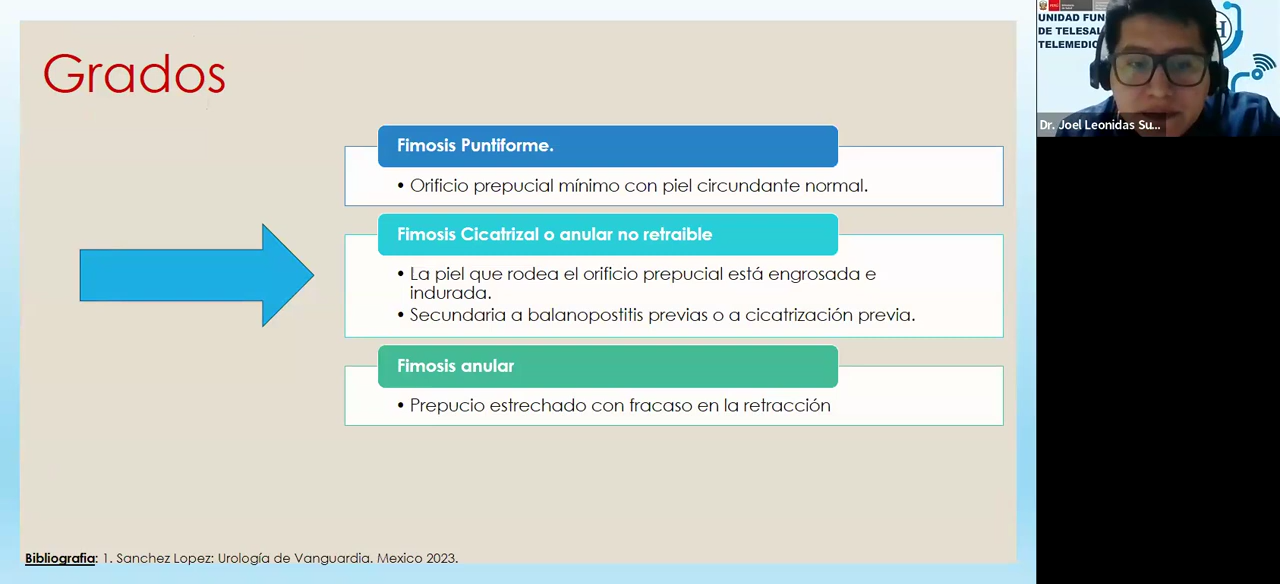 Grados
Fimosis Puntiforme.
• Orificio prepucial mínimo con piel circundante normal.
Fimosis Cicatrizal o anular no retraible
• La piel que rodea el orificio prepucial está engrosada e
indurada.
• Secundaria a balanopostitis previas o a cicatrización previa.
Fimosis anular
• Prepucio estrechado con fracaso en la retracción
Bibliografia: 1. Sanchez Lopez: Urología de Vanguardia. Mexico 2023.
UNIDAD FUN
DE TELESAL
TELEMEDIC
Dr. Joel Leonidas Su...